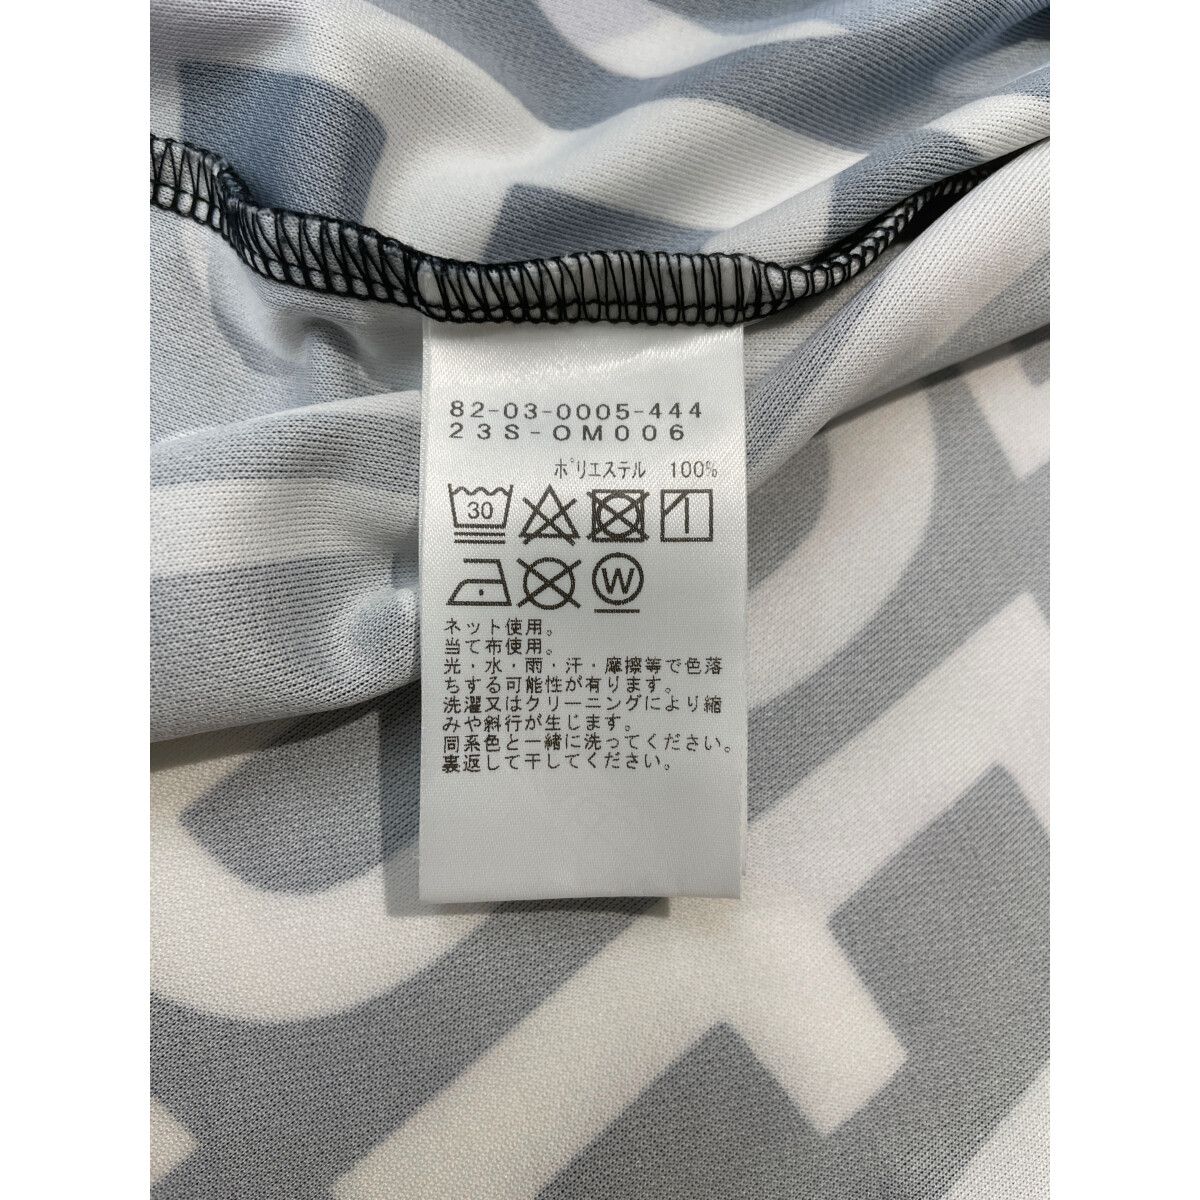 82-03-0005-444
23S-OM006
ポリエステル 100%
30
W
ネット使用。
当て布使用。
光・水・雨・汗・摩擦等で色落
ちする可能性が有ります。
洗濯又はクリーニングにより縮
みや斜行が生じます。
同系色と一緒に洗ってください。
裏返して干してください。